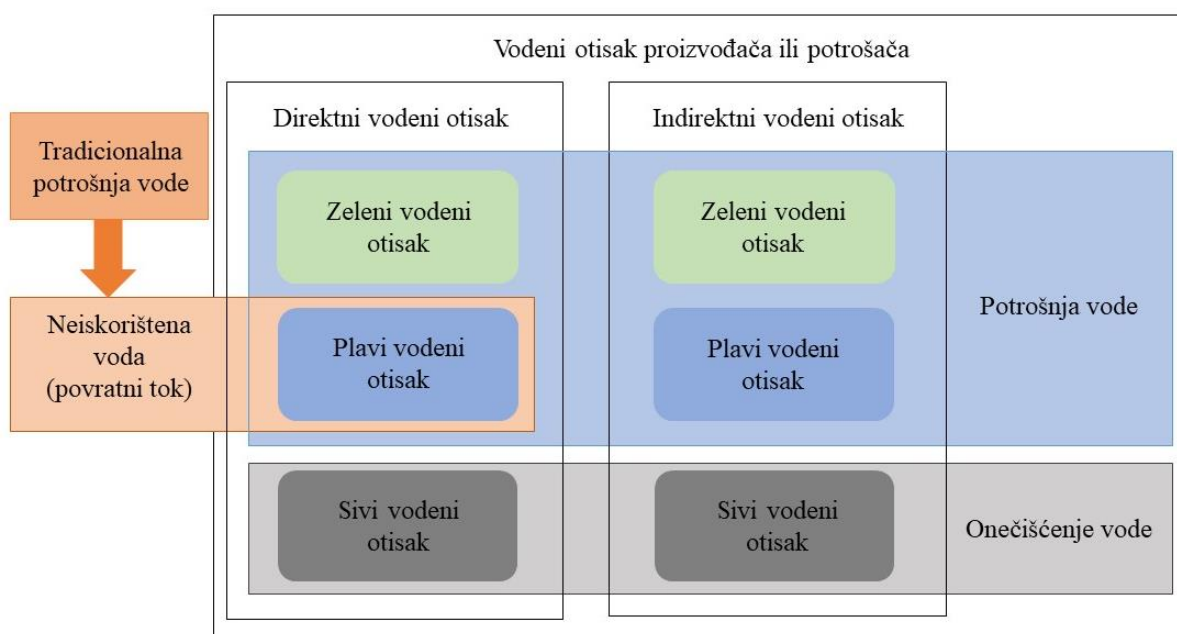 Vodeni otisak proizvođača ili potrošača
Direktni vodeni otisak
Indirektni vodeni otisak
Tradicionalna
potrošnja vode
Zeleni vodeni
otisak
Zeleni vodeni
otisak
Potrošnja vode
Neiskorištena
voda
(povratni tok)
Plavi vodeni
otisak
Plavi vodeni
otisak
Sivi vodeni
otisak
Sivi vodeni
otisak
Onečišćenje vode